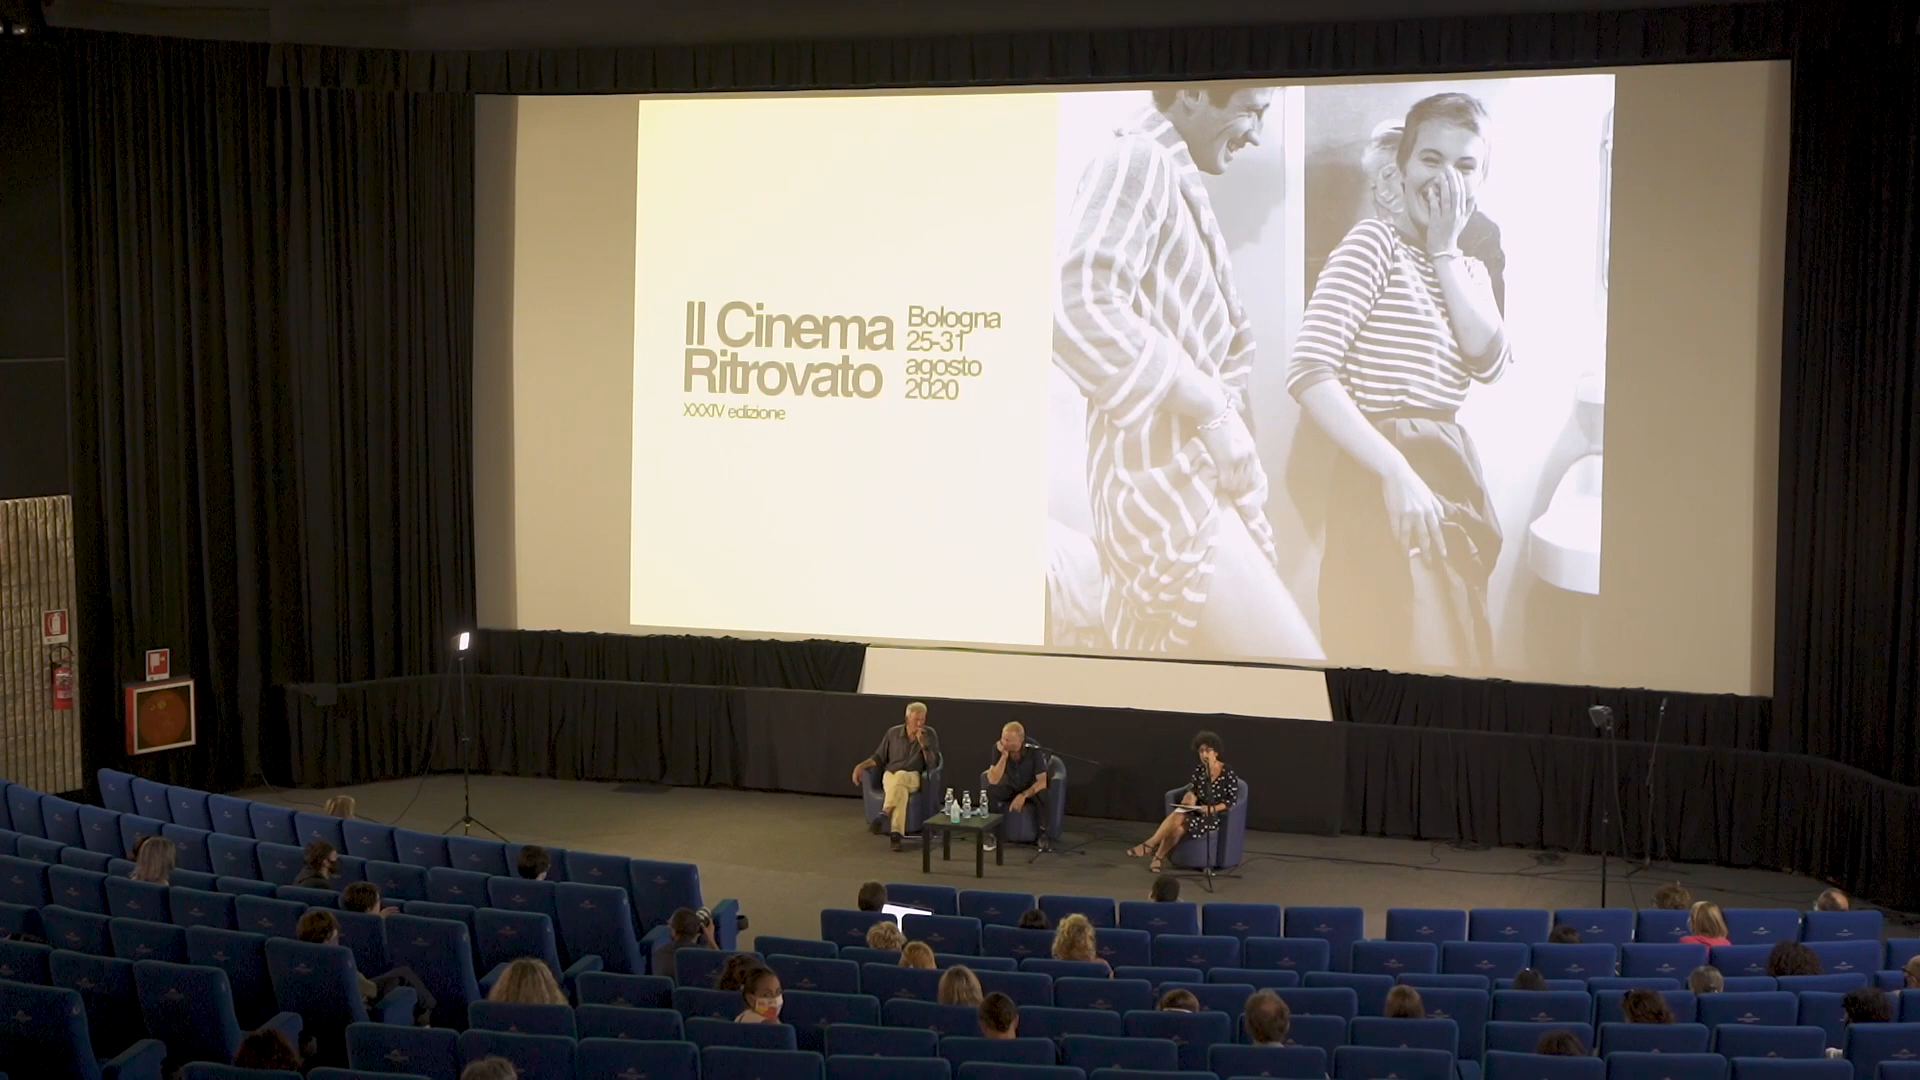 Il Cinema
Ritrovato
XXXIV edizione
Bologna
25-31
agosto
2020